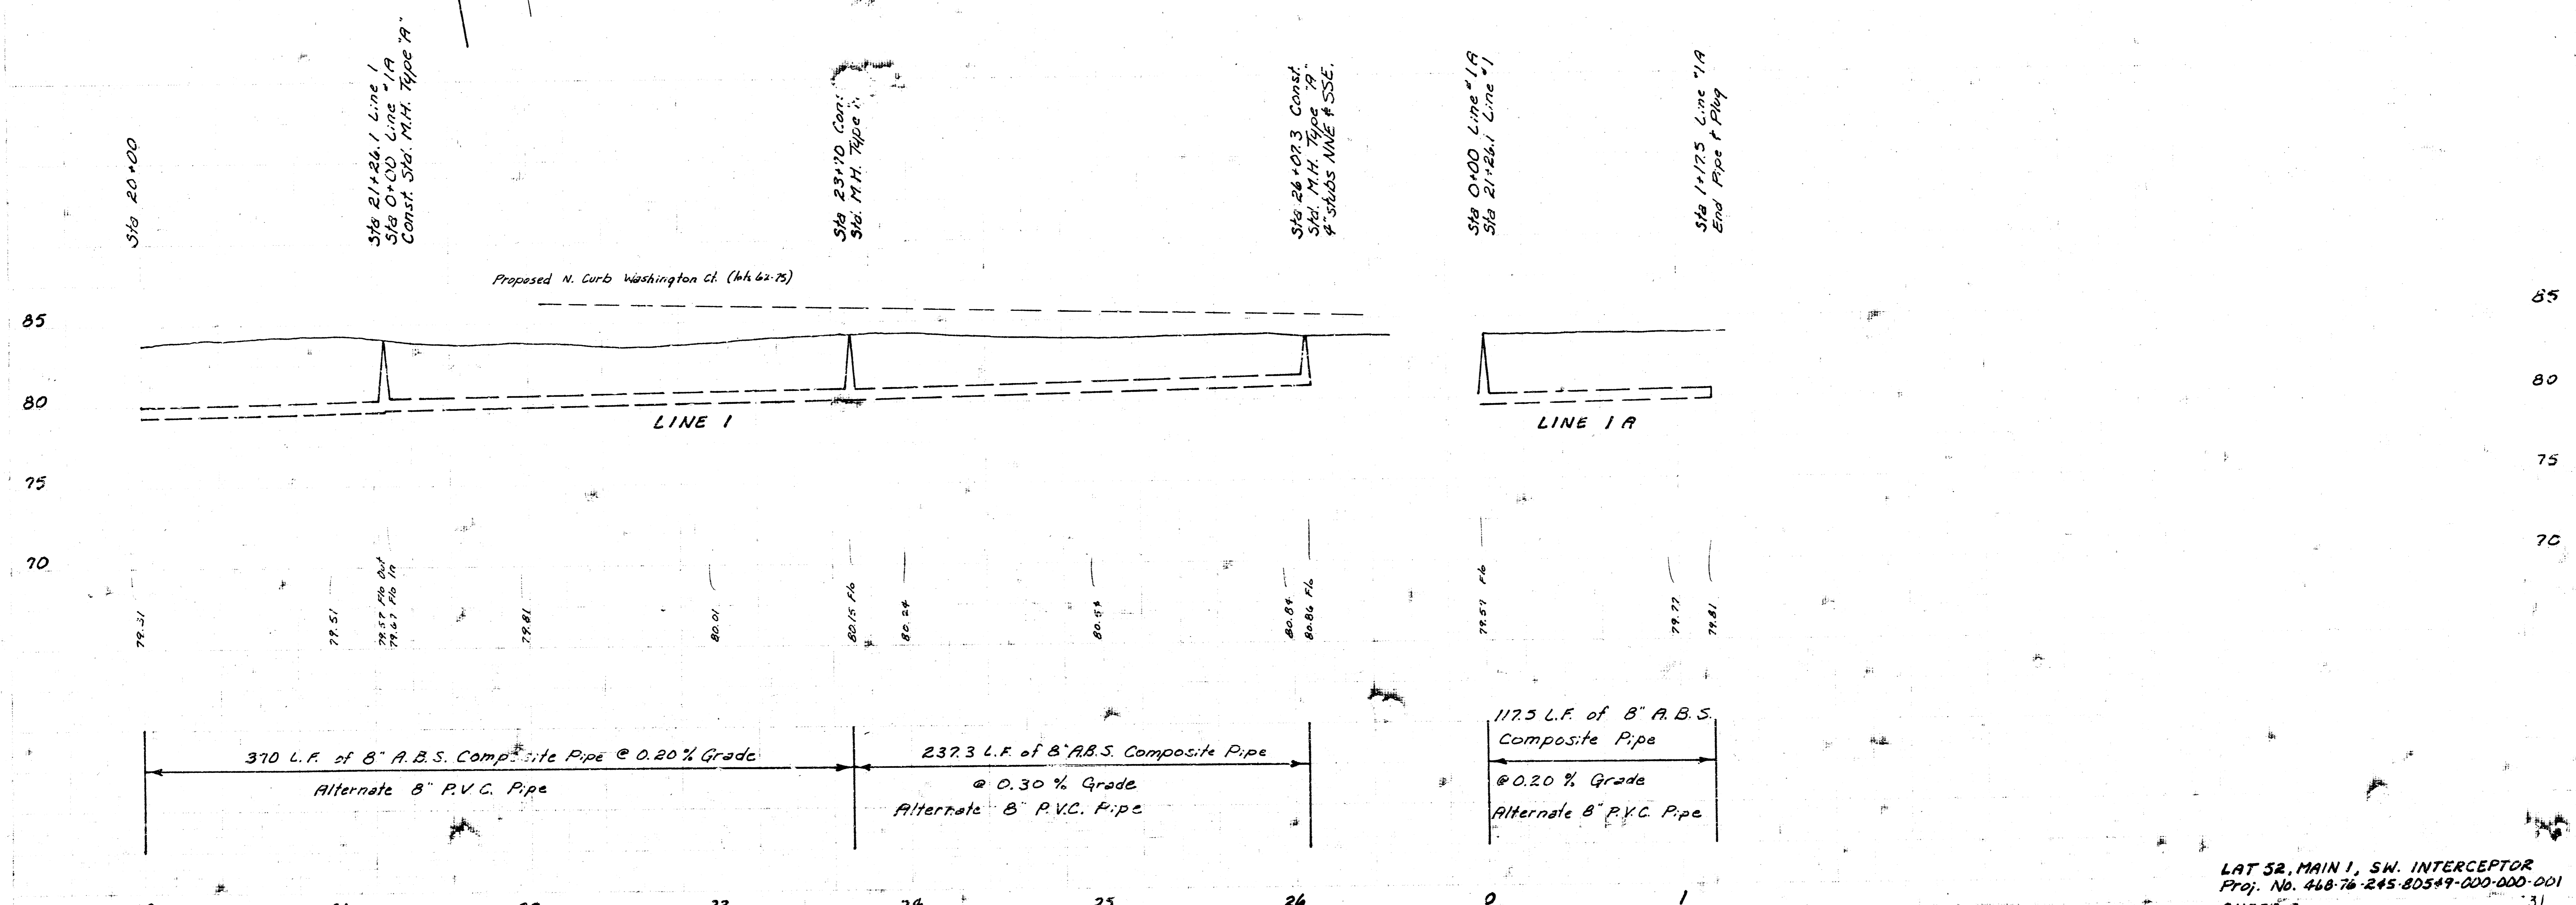 Sta 20+00
Sta 21+26.1 Line 1
Sta 0+00 Line #1A
Const. Std. M.H. Type "A"
Sta 23+70 Const
Std. M.H. Type
Sta 26+07.3 Const.
Std. M.H. Type "A"
4" stubs NNE & SSE.
Sta 0+00 Line #1A
Sta 21+26.1 Line #1
Sta 1+17.5 Line #1A
End Pipe & Plug
Proposed N. Curb Washington Ct. (lots 62-75)
85
85
80
80
LINE 1
LINE 1A
75
75
70
70
79.31
79.51
79.57 Flo Out
79.67 Flo In
79.81
80.01
80.15 Flo
80.24
80.54
80.84
80.86 Flo
79.57 Flo
79.77
79.81
370 L.F. of 8" A.B.S. Composite Pipe @ 0.20% Grade
Alternate 8" P.V.C. Pipe
237.3 L.F. of 8" A.B.S. Composite Pipe
@ 0.30 % Grade
Alternate 8" P.V.C. Pipe
117.5 L.F. of 8" A.B.S.
Composite Pipe
@ 0.20 % Grade
Alternate 8" P.V.C. Pipe
LAT 52, MAIN 1, SW. INTERCEPTOR
Proj. No. 468-76-245-80549-000-000-001
24
25
26
0
1